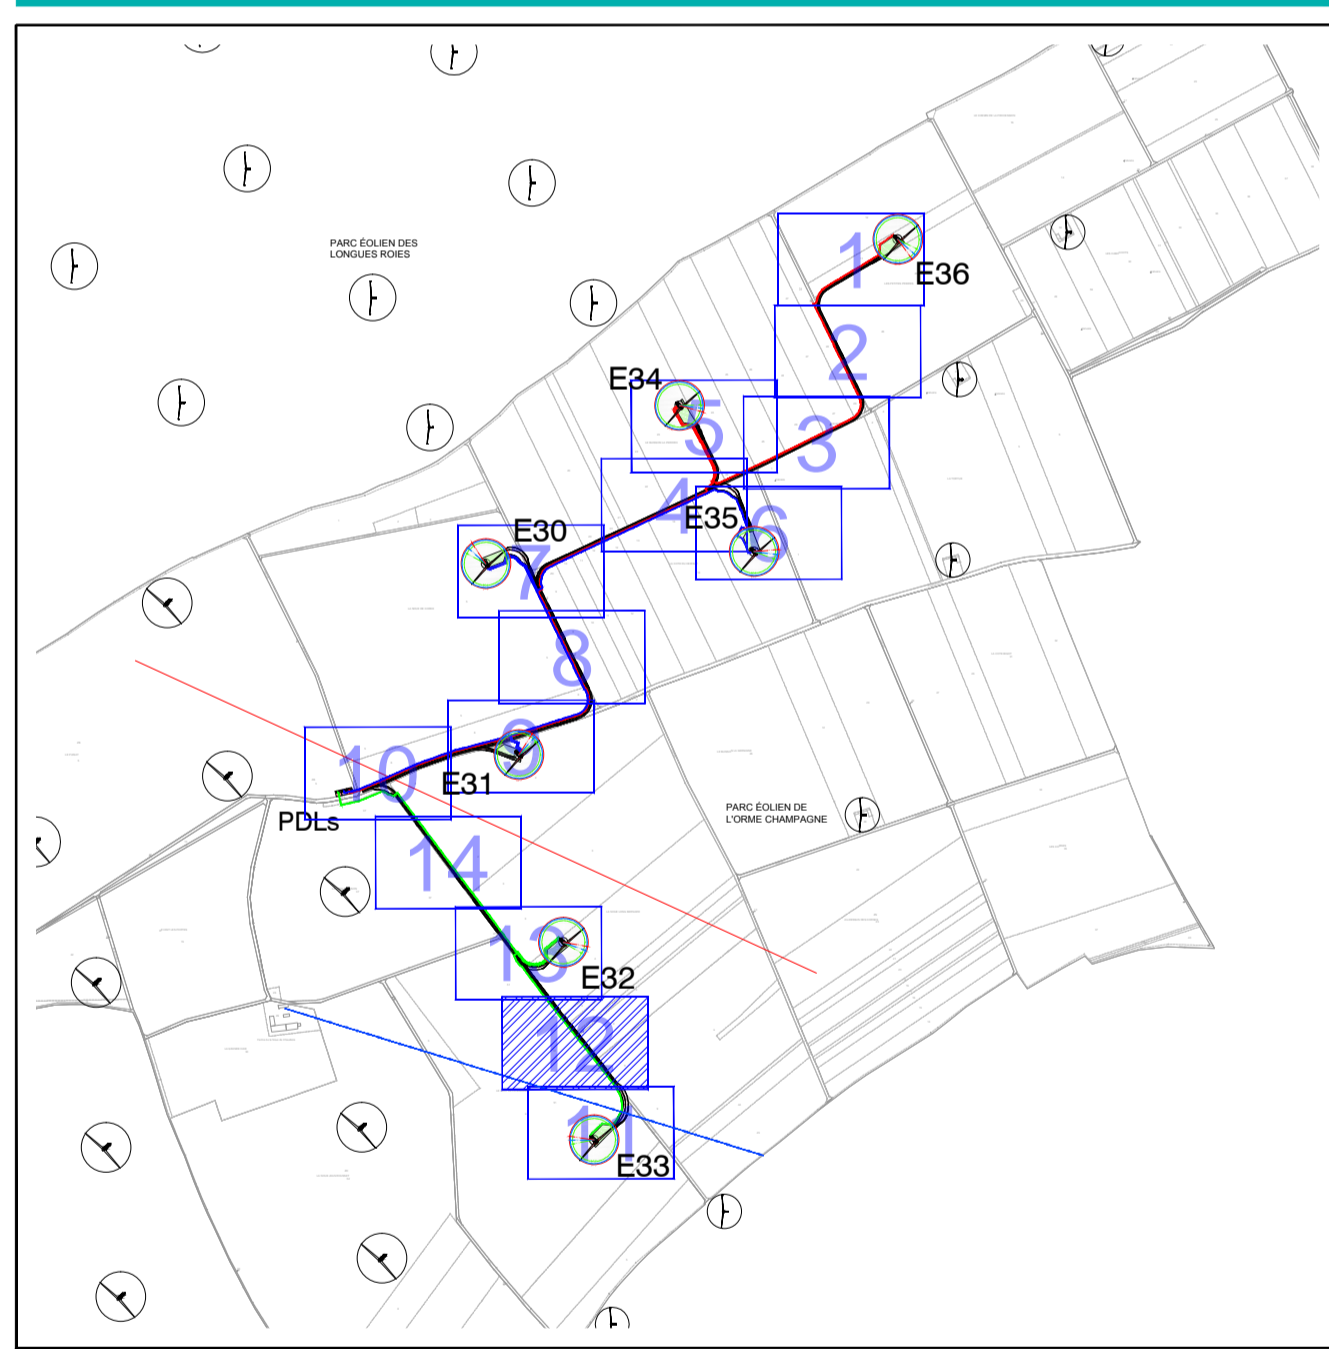 PARC ÉOLIEN DES
LONGUES ROIES
1
E36
2
E34
5
3
4
E35
6
E30
7
8
9
10
E31
PDLs
PARC ÉOLIEN DE
L'ORME CHAMPAGNE
14
13
E32
12
11
E33